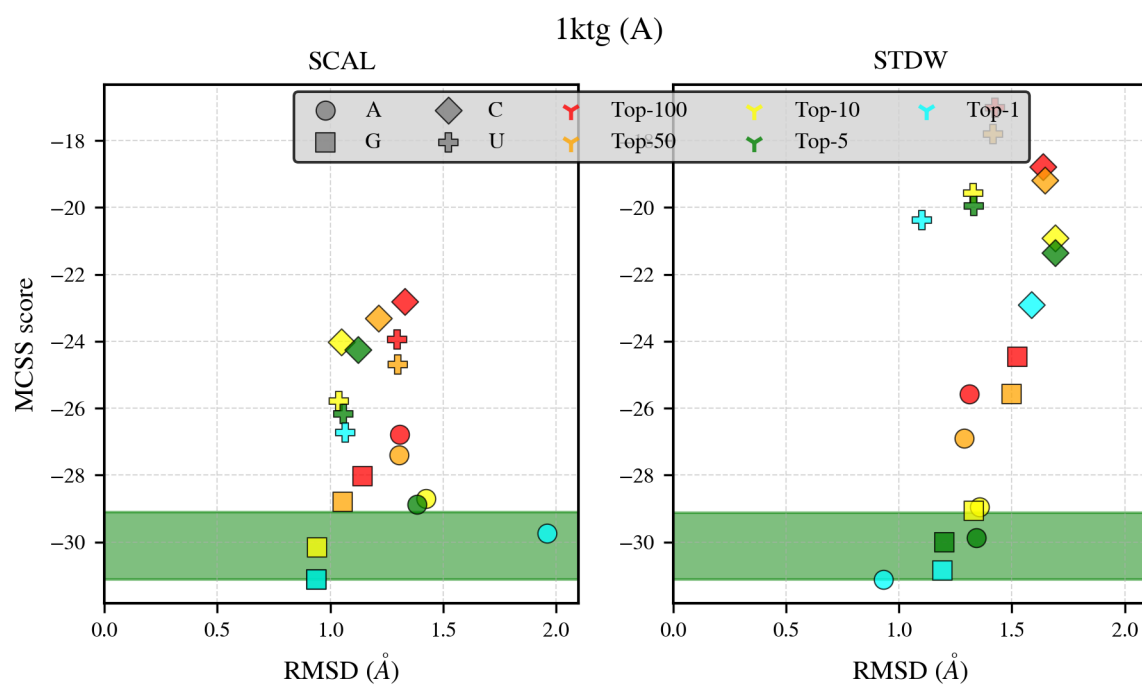 1ktg (A)
SCAL
STDW
A
C
Top-100
Top-10
Top-1
G
U
Top-50
Top-5
MCSS score
−18
−20
−22
−24
−26
−28
−30
0.0 0.5 1.0 1.5 2.0
RMSD (Å)
−18
−20
−22
−24
−26
−28
−30
0.0 0.5 1.0 1.5 2.0
RMSD (Å)